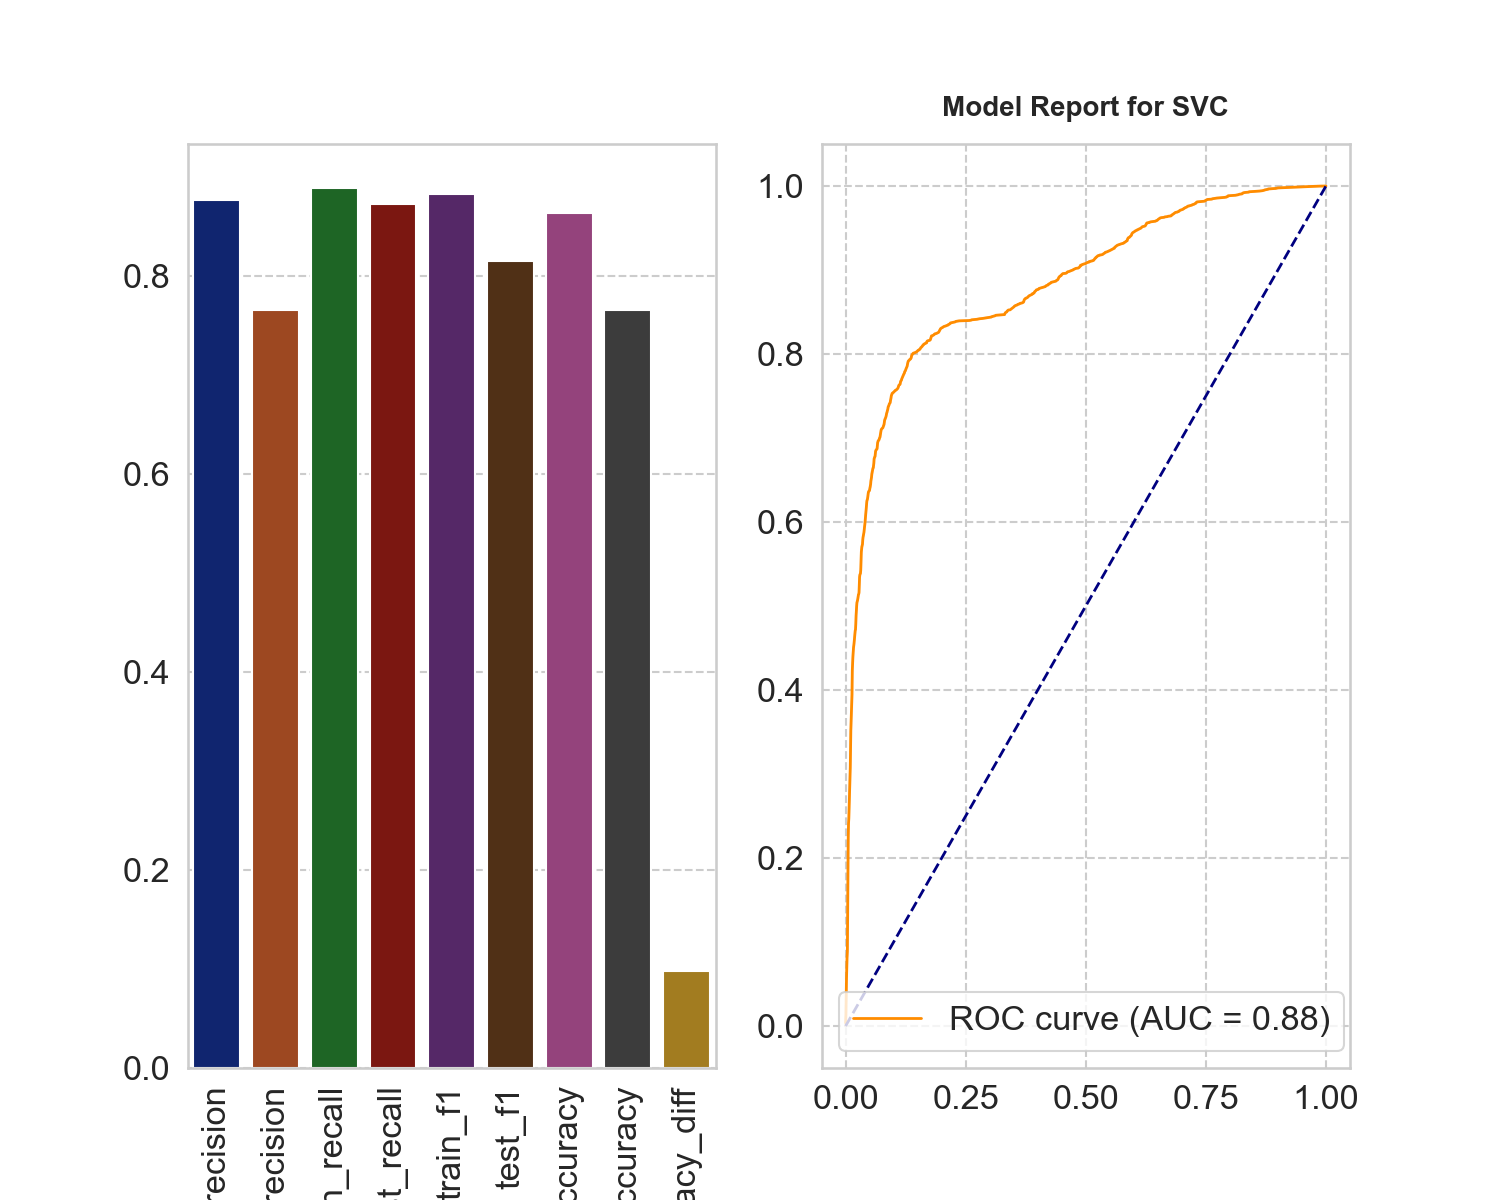 Model Report for SVC
0.8
0.6
0.4
0.2
0.0
recision
recision
n_recall
t_recall
train_f1
test_f1
ccuracy
ccuracy
acy_diff
1.0
0.8
0.6
0.4
0.2
0.0
ROC curve (AUC = 0.88)
0.00 0.25 0.50 0.75 1.00